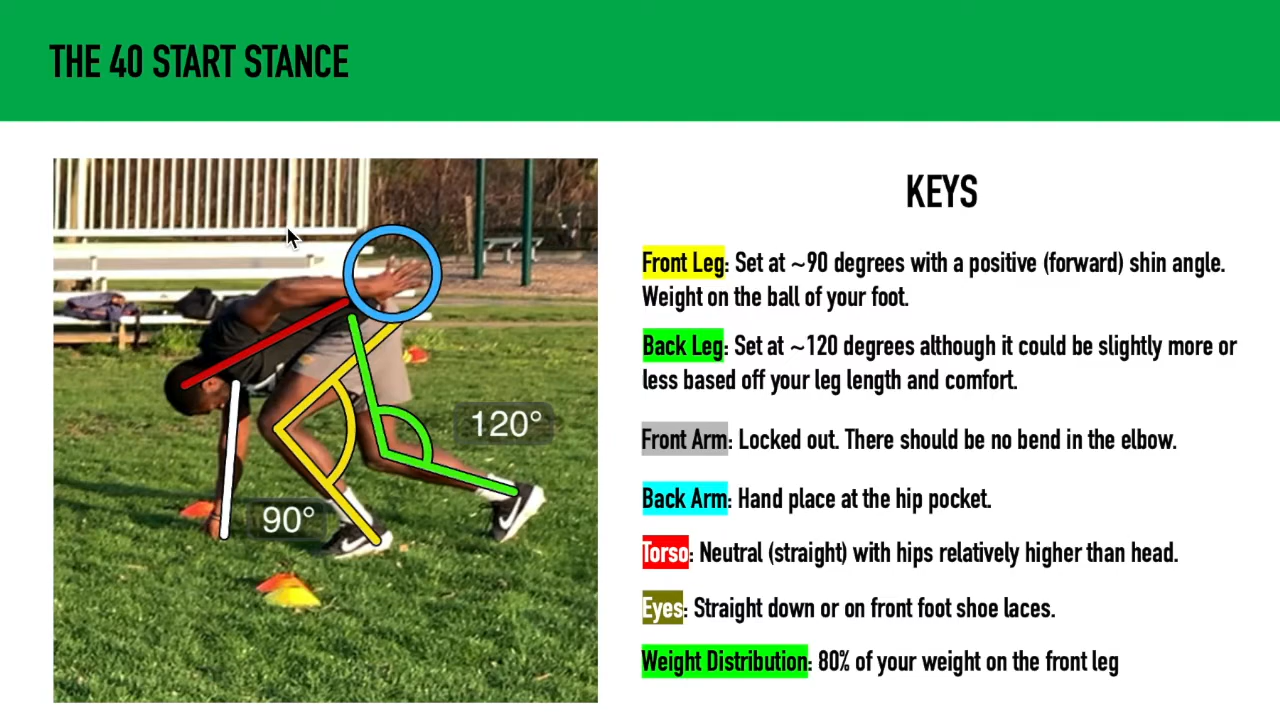 THE 40 START STANCE
KEYS
Front Leg: Set at ~90 degrees with a positive (forward) shin angle.
Weight on the ball of your foot.
Back Leg: Set at ~120 degrees although it could be slightly more or
less based off your leg length and comfort.
Front Arm: Locked out. There should be no bend in the elbow.
Back Arm: Hand place at the hip pocket.
Torso: Neutral (straight) with hips relatively higher than head.
Eyes: Straight down or on front foot shoe laces.
Weight Distribution: 80% of your weight on the front leg
120°
90°